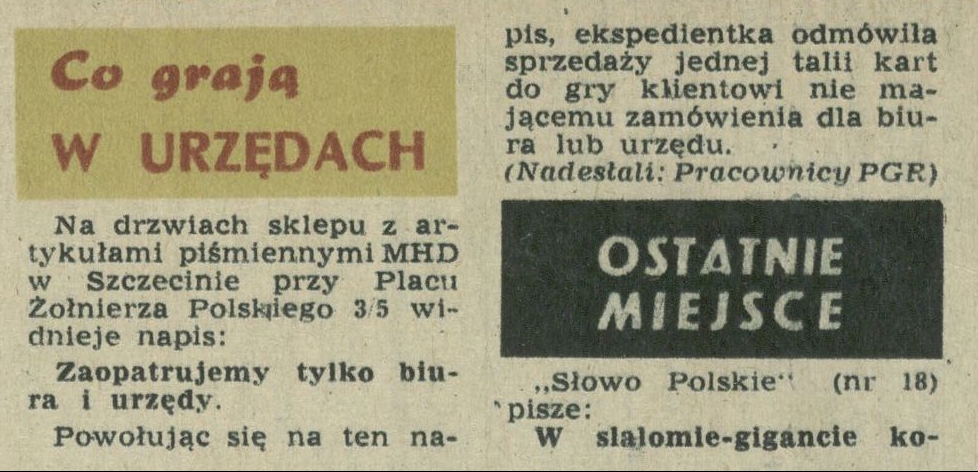 Co grają
W URZĘDACH
Na drzwiach sklepu z ar-
tykułami piśmiennymi MHD
w Szczecinie przy Placu
Żołnierza Polskiego 3/5 wi-
dnieje napis:
Zaopatrujemy tylko biu-
ra i urzędy.
Powołując się na ten na-
pis, ekspedientka odmówiła
sprzedaży jednej talii kart
do gry klientowi nie ma-
jącemu zamówienia dla biu-
ra lub urzędu.
(Nadesłali: Pracownicy PGR)
OSTATNIE
MIEJSCE
„Słowo Polskie" (nr 18)
pisze:
W slalomie-gigancie ko-